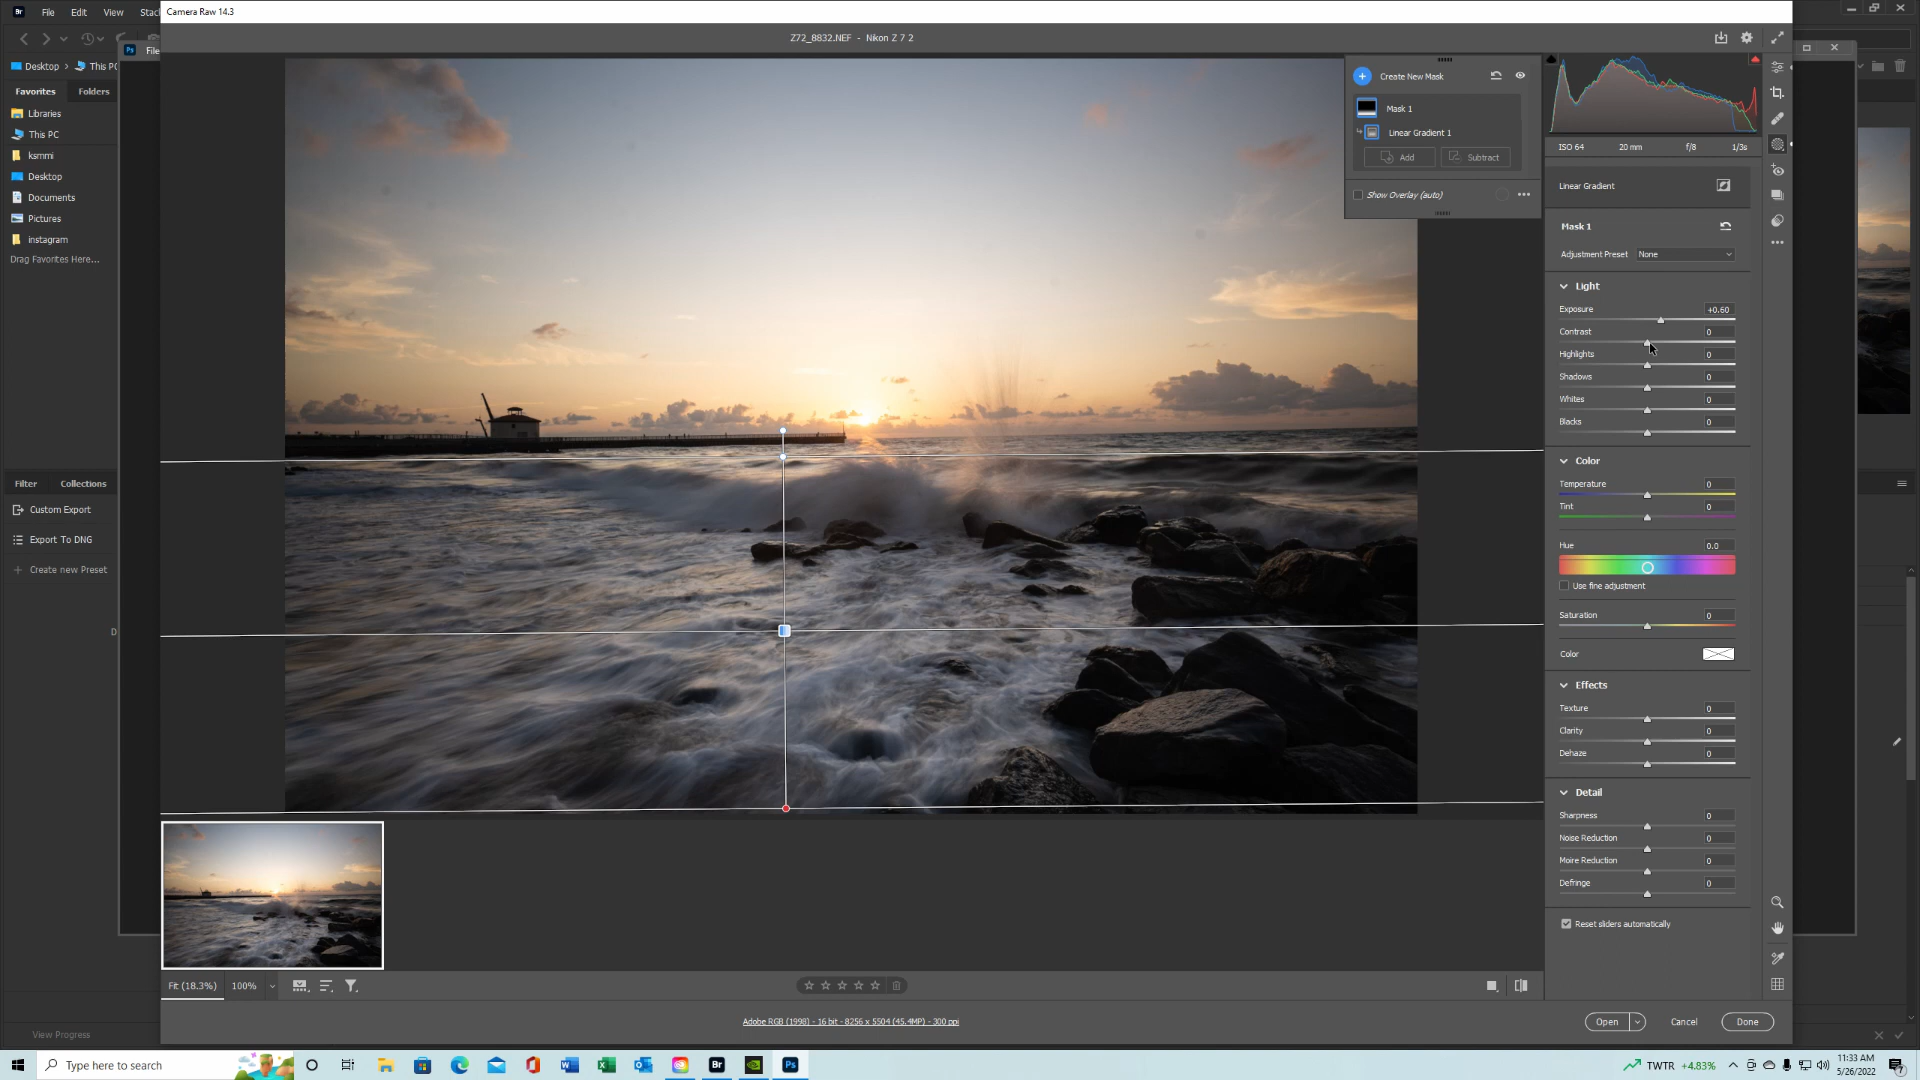 Br File Edit View Stac
Camera Raw 14.3
Z72_8832.NEF - Nikon Z 7 2
Ps File
Desktop > This PC
Favorites Folders
Libraries
This PC
ksmmi
Desktop
Documents
Pictures
instagram
Drag Favorites Here...
Filter Collections
Custom Export
Export To DNG
Create new Preset
D
View Progress
Create New Mask
Mask 1
Linear Gradient 1
Add Subtract
Show Overlay (auto)
ISO 64 20 mm f/8 1/3s
Linear Gradient
Mask 1
Adjustment Preset None
Light
Exposure +0.60
Contrast 0
Highlights 0
Shadows 0
Whites 0
Blacks 0
Color
Temperature 0
Tint 0
Hue 0.0
Use fine adjustment
Saturation 0
Color
Effects
Texture 0
Clarity 0
Dehaze 0
Detail
Sharpness 0
Noise Reduction 0
Moire Reduction 0
Defringe 0
Reset sliders automatically
Fit (18.3%) 100%
Adobe RGB (1998) - 16 bit - 8256 x 5504 (45.4MP) - 300 ppi
Open Cancel Done
Type here to search
Br Ps
TWTR +4.83%
11:33 AM
5/26/2022
7